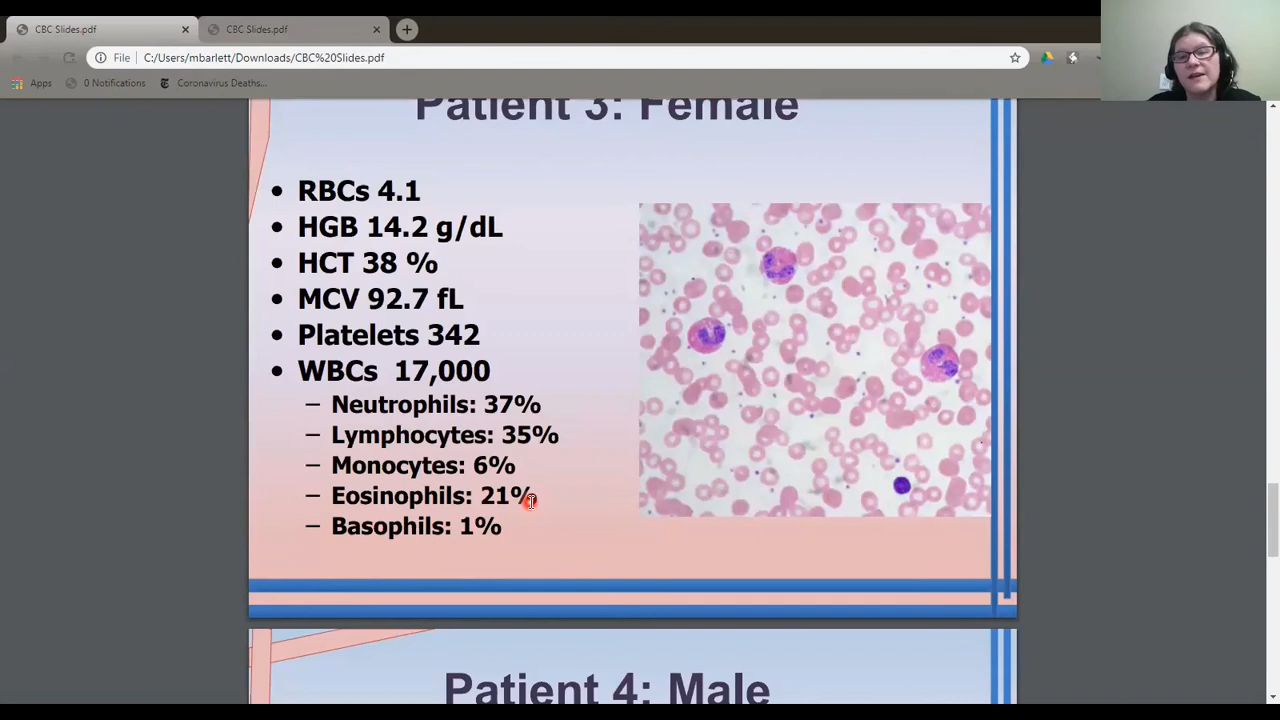 CBC Slides.pdf
CBC Slides.pdf
File
C:/Users/mbarlett/Downloads/CBC%20Slides.pdf
Apps
0 Notifications
Coronavirus Deaths...
Patient 3: Female
• RBCs 4.1
• HGB 14.2 g/dL
• HCT 38 %
• MCV 92.7 fL
• Platelets 342
• WBCs 17,000
– Neutrophils: 37%
– Lymphocytes: 35%
– Monocytes: 6%
– Eosinophils: 21%
– Basophils: 1%
Patient 4: Male